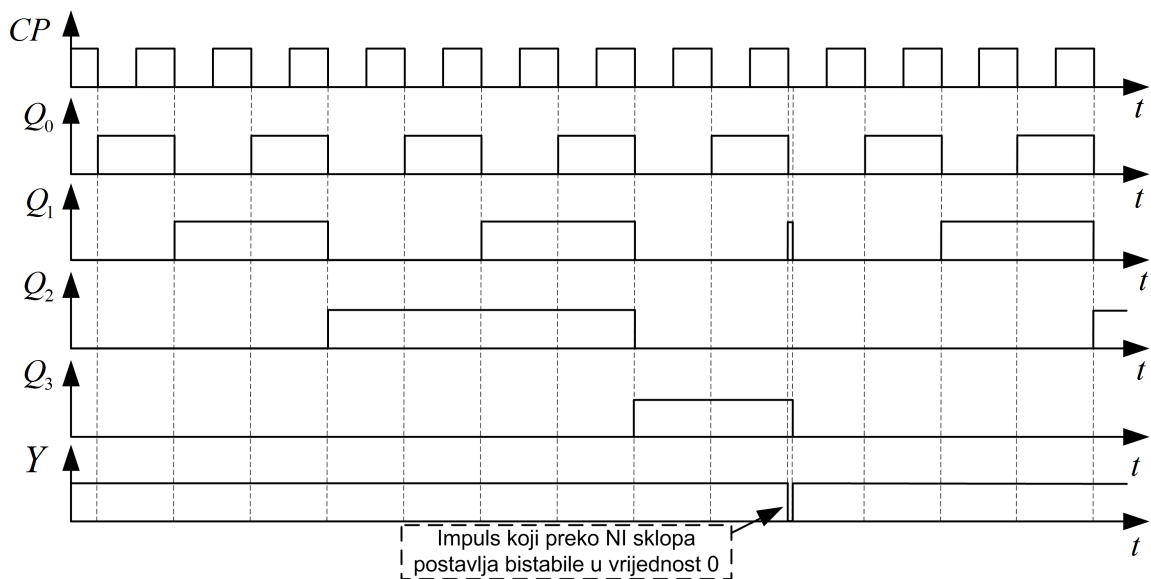 CP
t
Q₀
t
Q₁
t
Q₂
t
Q₃
t
Y
t
Impuls koji preko NI sklopa
postavlja bistabile u vrijednost 0